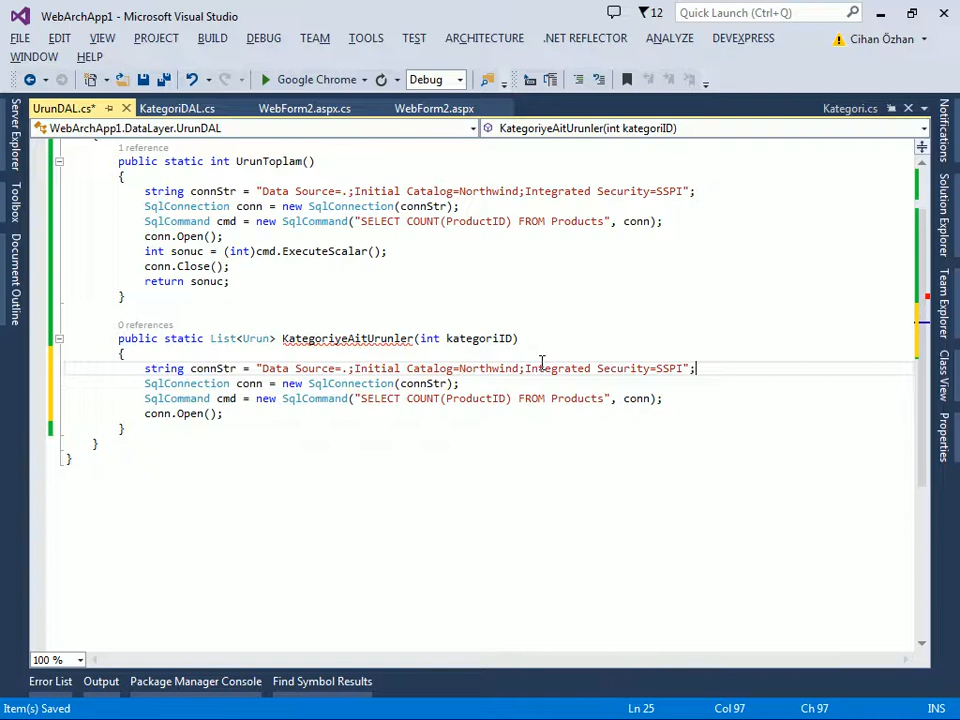 WebArchApp1 - Microsoft Visual Studio
12
Quick Launch (Ctrl+Q)
FILE EDIT VIEW PROJECT BUILD DEBUG TEAM TOOLS TEST ARCHITECTURE .NET REFLECTOR ANALYZE DEVEXPRESS
Cihan Özhan
WINDOW HELP
Google Chrome
Debug
UrunDAL.cs*
KategoriDAL.cs
WebForm2.aspx.cs
WebForm2.aspx
Kategori.cs
WebArchApp1.DataLayer.UrunDAL
KategoriyeAitUrunler(int kategoriID)
Server Explorer
Toolbox
Document Outline
1 reference
public static int UrunToplam()
{
string connStr = "Data Source=.;Initial Catalog=Northwind;Integrated Security=SSPI";
SqlConnection conn = new SqlConnection(connStr);
SqlCommand cmd = new SqlCommand("SELECT COUNT(ProductID) FROM Products", conn);
conn.Open();
int sonuc = (int)cmd.ExecuteScalar();
conn.Close();
return sonuc;
}
0 references
public static List<Urun> KategoriyeAitUrunler(int kategoriID)
{
string connStr = "Data Source=.;Initial Catalog=Northwind;Integrated Security=SSPI";
SqlConnection conn = new SqlConnection(connStr);
SqlCommand cmd = new SqlCommand("SELECT COUNT(ProductID) FROM Products", conn);
conn.Open();
}
}
}
Notifications
Solution Explorer
Team Explorer
Class View
Properties
100 %
Error List Output Package Manager Console Find Symbol Results
Item(s) Saved
Ln 25
Col 97
Ch 97
INS